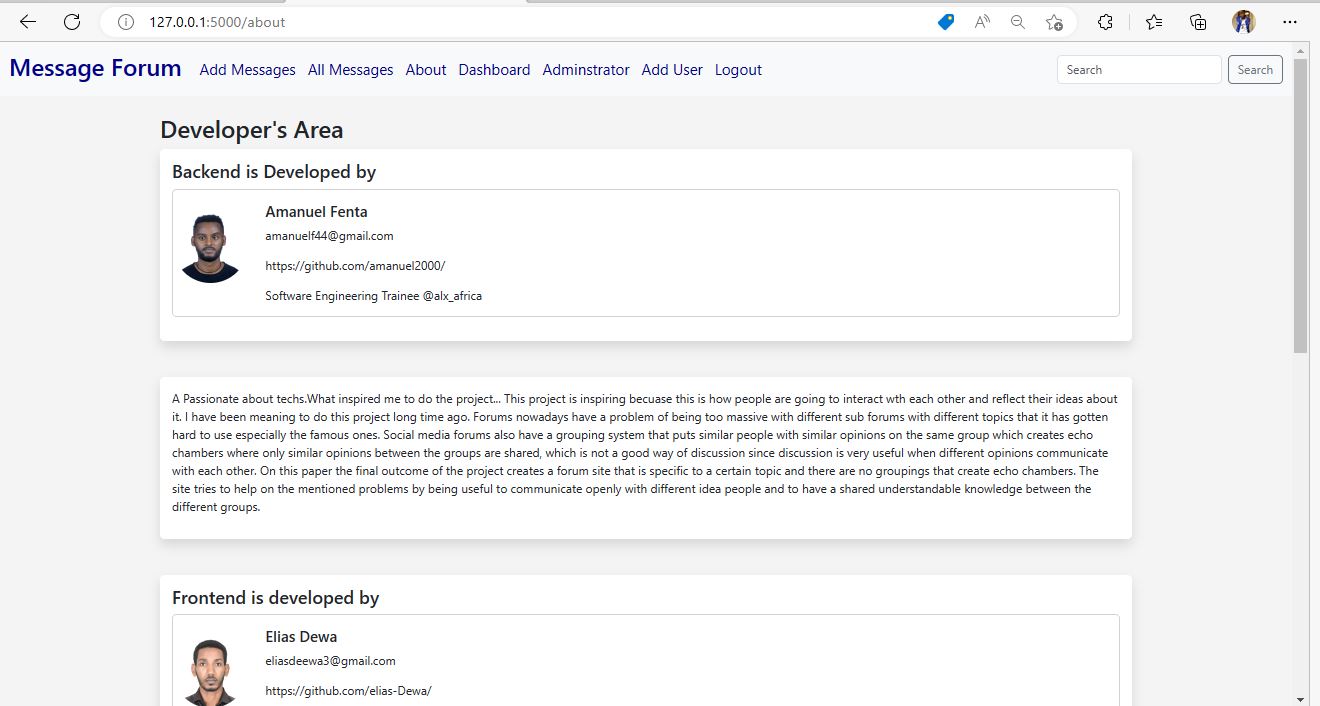 127.0.0.1:5000/about
Message Forum Add Messages All Messages About Dashboard Adminstrator Add User Logout Search Search
Developer's Area
Backend is Developed by
Amanuel Fenta
amanuelf44@gmail.com
https://github.com/amanuel2000/
Software Engineering Trainee @alx_africa
A Passionate about techs.What inspired me to do the project... This project is inspiring becuase this is how people are going to interact wth each other and reflect their ideas about
it. I have been meaning to do this project long time ago. Forums nowadays have a problem of being too massive with different sub forums with different topics that it has gotten
hard to use especially the famous ones. Social media forums also have a grouping system that puts similar people with similar opinions on the same group which creates echo
chambers where only similar opinions between the groups are shared, which is not a good way of discussion since discussion is very useful when different opinions communicate
with each other. On this paper the final outcome of the project creates a forum site that is specific to a certain topic and there are no groupings that create echo chambers. The
site tries to help on the mentioned problems by being useful to communicate openly with different idea people and to have a shared understandable knowledge between the
different groups.
Frontend is developed by
Elias Dewa
eliasdeewa3@gmail.com
https://github.com/elias-Dewa/